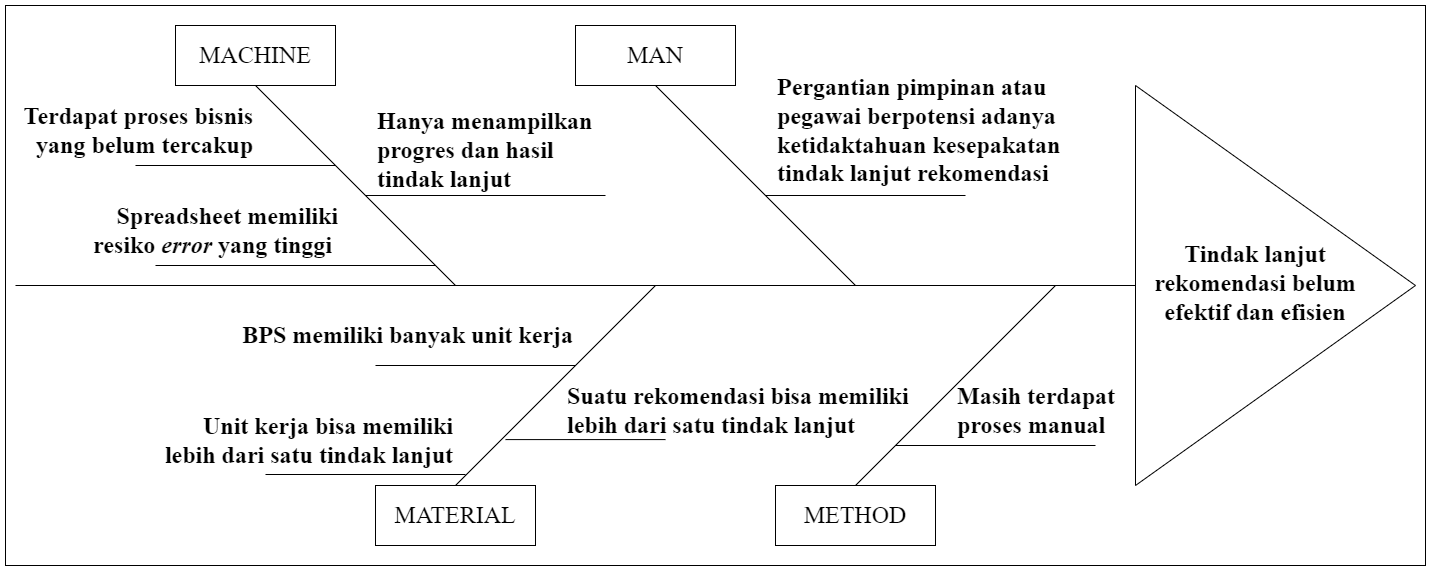 MACHINE
MAN
Terdapat proses bisnis
yang belum tercakup
Hanya menampilkan
progres dan hasil
tindak lanjut
Spreadsheet memiliki
resiko error yang tinggi
Pergantian pimpinan atau
pegawai berpotensi adanya
ketidaktahuan kesepakatan
tindak lanjut rekomendasi
Tindak lanjut
rekomendasi belum
efektif dan efisien
BPS memiliki banyak unit kerja
Suatu rekomendasi bisa memiliki
lebih dari satu tindak lanjut
Unit kerja bisa memiliki
lebih dari satu tindak lanjut
Masih terdapat
proses manual
MATERIAL
METHOD